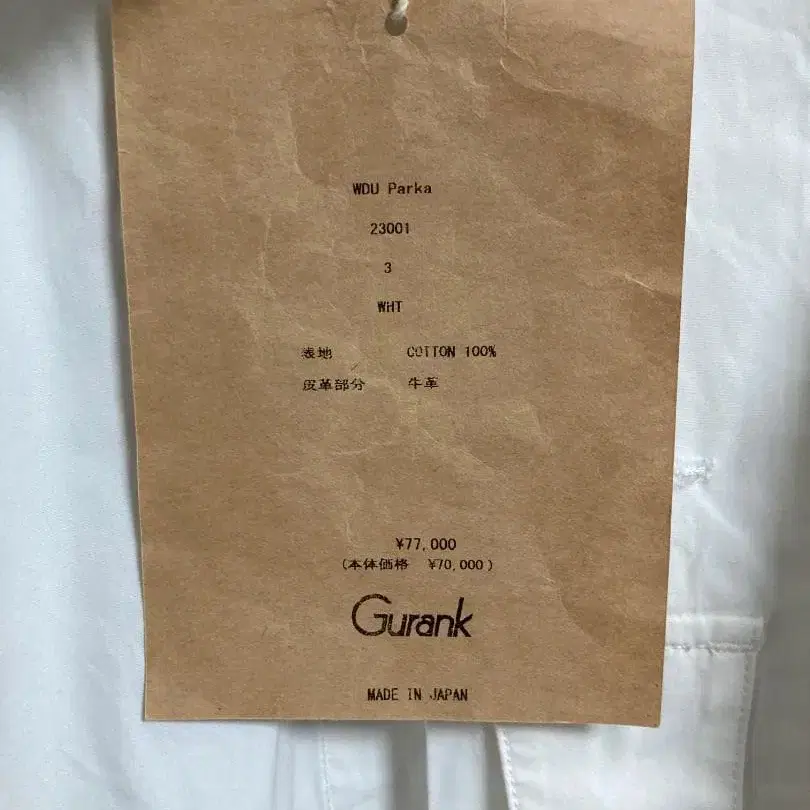 WDU Parka
23001
3
WHT
表地 COTTON 100%
皮革部分 牛革
¥77,000
(本体価格 ¥70,000)
Gurank
MADE IN JAPAN